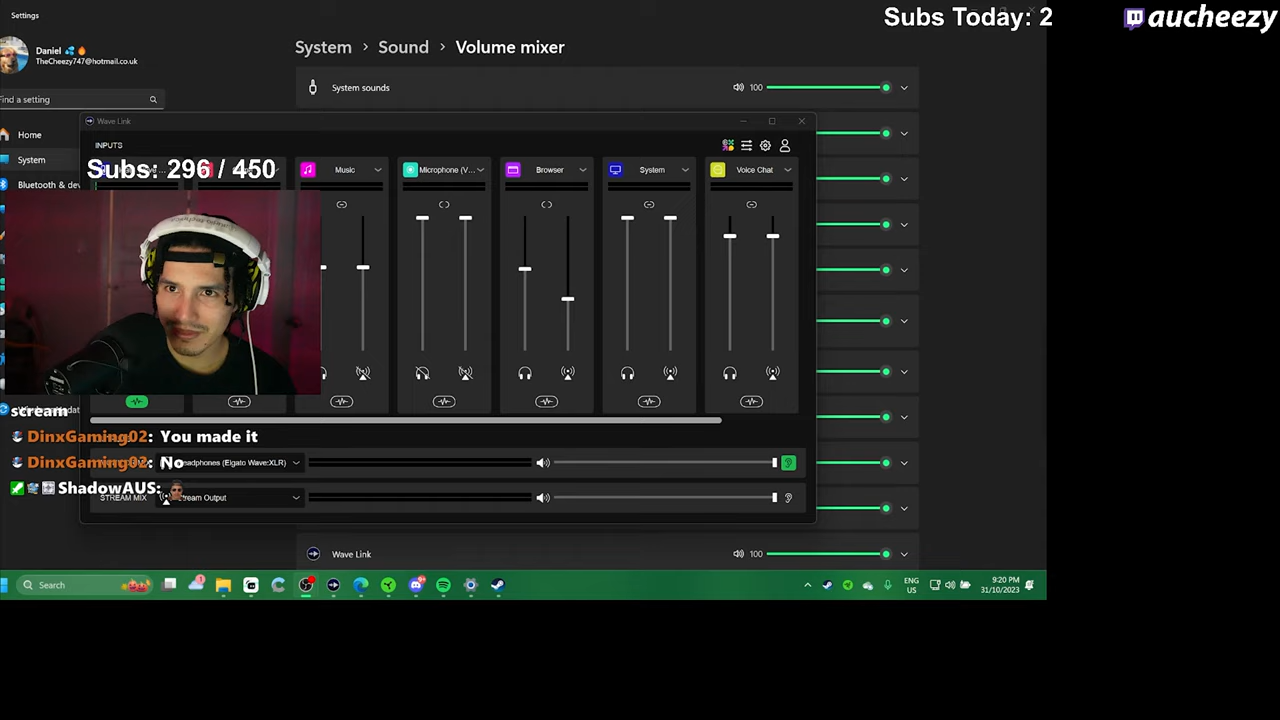 Settings
Subs Today: 2
aucheezy
Daniel
TheCheezy747@hotmail.co.uk
System > Sound > Volume mixer
Find a setting
System sounds
100
Wave Link
Home
INPUTS
System
Subs: 296 / 450
Music
Microphone (V...
Browser
System
Voice Chat
Bluetooth & dev
stream
DinxGaming02: You made it
DinxGaming02: No
Headphones (Elgato Wave:XLR)
ShadowAUS:
STREAM MIX
Stream Output
Wave Link
100
Search
ENG
US
9:20 PM
31/10/2023